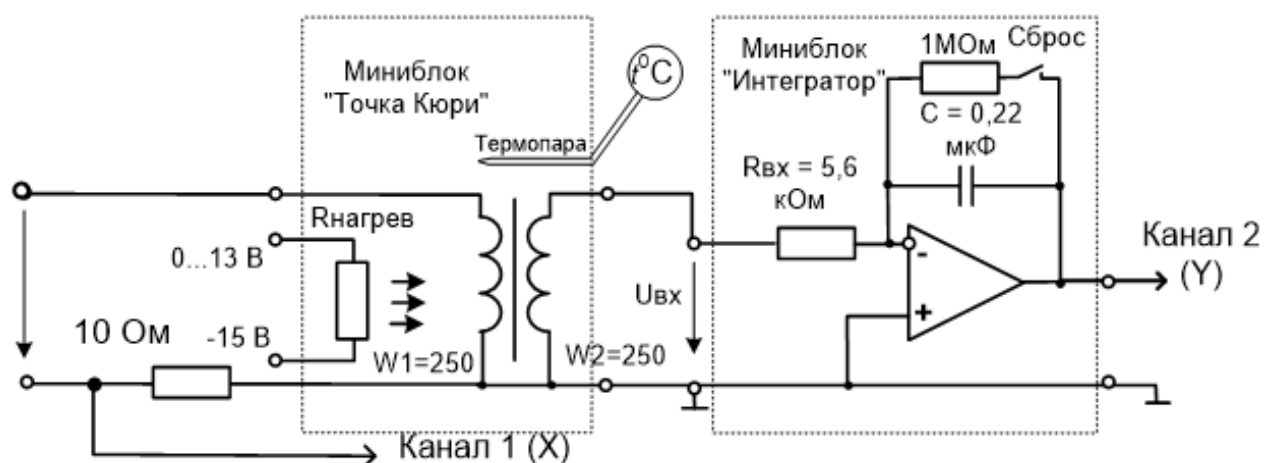 Миниблок
"Точка Кюри"
t⁰C
Термопара
Rнагрев
0...13 В
-15 В
10 Ом
W1=250
W2=250
Канал 1 (X)
Uвх
Миниблок
"Интегратор"
1МОм
Сброс
C = 0,22
мкФ
Rвх = 5,6
кОм
-
+
Канал 2
(Y)